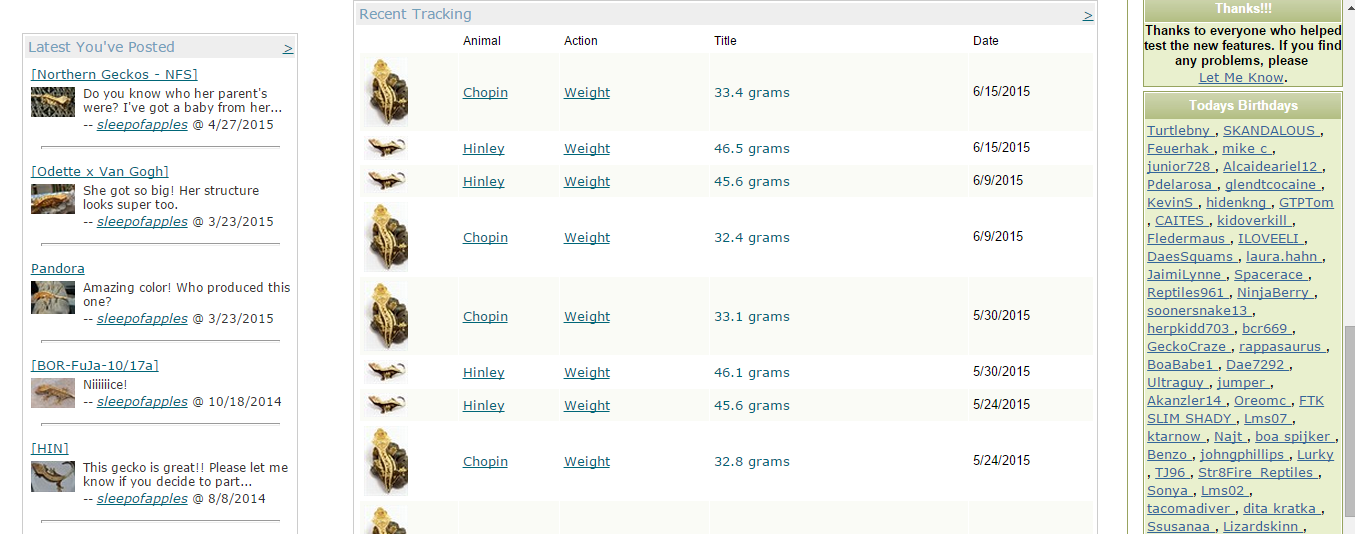 Latest You've Posted >
[Northern Geckos - NFS]
Do you know who her parent's
were? I've got a baby from her...
-- sleepofapples @ 4/27/2015
[Odette x Van Gogh]
She got so big! Her structure
looks super too.
-- sleepofapples @ 3/23/2015
Pandora
Amazing color! Who produced this
one?
-- sleepofapples @ 3/23/2015
[BOR-FuJa-10/17a]
Niiiiiice!
-- sleepofapples @ 10/18/2014
[HIN]
This gecko is great!! Please let me
know if you decide to part...
-- sleepofapples @ 8/8/2014
Recent Tracking >
Animal Action Title Date
Chopin Weight 33.4 grams 6/15/2015
Hinley Weight 46.5 grams 6/15/2015
Hinley Weight 45.6 grams 6/9/2015
Chopin Weight 32.4 grams 6/9/2015
Chopin Weight 33.1 grams 5/30/2015
Hinley Weight 46.1 grams 5/30/2015
Hinley Weight 45.6 grams 5/24/2015
Chopin Weight 32.8 grams 5/24/2015
Thanks!!!
Thanks to everyone who helped
test the new features. If you find
any problems, please
Let Me Know.
Todays Birthdays
Turtlebny , SKANDALOUS ,
Feuerhak , mike c ,
junior728 , Alcaideariel12 ,
Pdelarosa , glendtcocaine ,
KevinS , hidenkng , GTPTom
, CAITES , kidoverkill ,
Fledermaus , ILOVEELI ,
DaesSquams , laura.hahn ,
JaimiLynne , Spacerace ,
Reptiles961 , NinjaBerry ,
soonersnake13 ,
herpkidd703 , bcr669 ,
GeckoCraze , rappasaurus ,
BoaBabe1 , Dae7292 ,
Ultraguy , jumper ,
Akanzler14 , Oreomc , FTK
SLIM SHADY , Lms07 ,
ktarnow , Najt , boa spijker ,
Benzo , johngphillips , Lurky
, TJ96 , Str8Fire_Reptiles ,
Sonya , Lms02 ,
tacomadiver , dita kratka ,
Ssusanaa , Lizardskinn ,